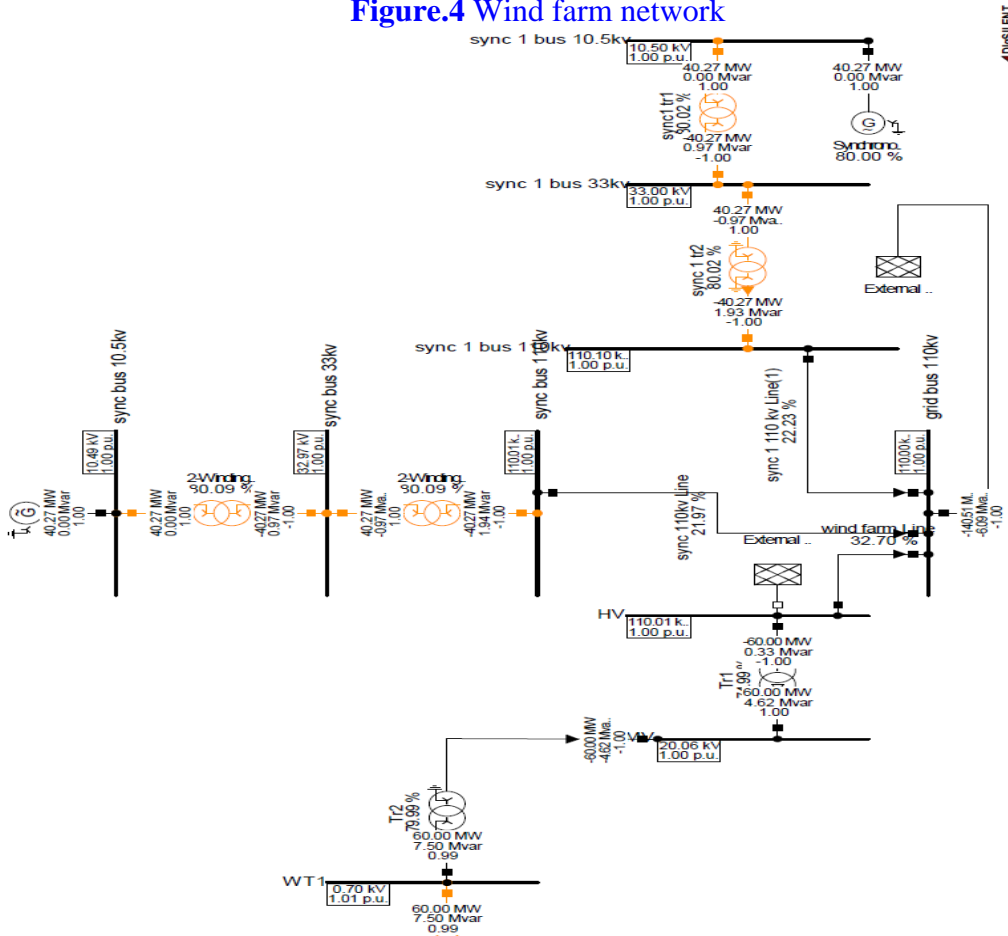 Figure.4 Wind farm network
DIgSILENT
sync 1 bus 10.5kv
10.50 kV
1.00 p.u.
40.27 MW
0.00 Mvar
1.00
40.27 MW
0.00 Mvar
1.00
sync1 tr1
80.02 %
G
~
Synchrono..
80.00 %
-40.27 MW
0.97 Mvar
-1.00
sync 1 bus 33kv
33.00 kV
1.00 p.u.
40.27 MW
-0.97 Mva..
1.00
sync 1 tr2
80.02 %
External ..
-40.27 MW
1.93 Mvar
-1.00
sync 1 bus 110kv
110.10 k..
1.00 p.u.
sync bus 10.5kv
10.49 kV
1.00 p.u.
sync bus 33kv
32.97 kV
1.00 p.u.
sync bus 110kv
110.01 k..
1.00 p.u.
sync 1 110 kv Line(1)
22.23 %
grid bus 110kv
110.00 k..
1.00 p.u.
G
~
40.27 MW
0.00 Mvar
1.00
40.27 MW
0.00 Mvar
1.00
2-Winding..
80.09 %
-40.27 MW
0.97 Mvar
-1.00
40.27 MW
-0.97 Mva..
1.00
2-Winding..
80.09 %
-40.27 MW
1.94 Mvar
-1.00
sync 110kv Line
21.97 %
wind farm Line
32.70 %
-140.51 M..
-6.09 Mva..
-1.00
External ..
HV
110.01 k..
1.00 p.u.
-60.00 MW
0.33 Mvar
-1.00
Tr1
74.99 %
60.00 MW
4.62 Mvar
1.00
-60.00 MW
-4.62 Mva..
-1.00
MV
20.06 kV
1.00 p.u.
Tr2
79.99 %
60.00 MW
7.50 Mvar
0.99
WT1
0.70 kV
1.01 p.u.
60.00 MW
7.50 Mvar
0.99